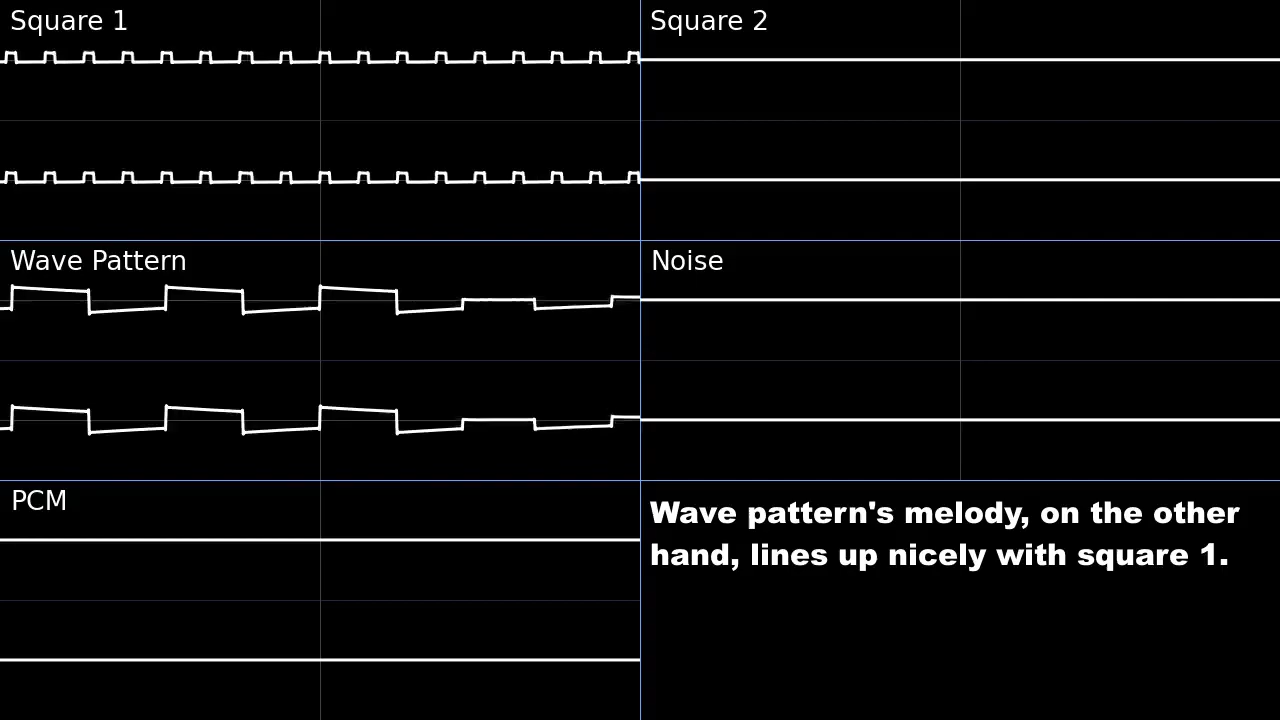 Square 1
Square 2
Wave Pattern
Noise
PCM
Wave pattern's melody, on the other
hand, lines up nicely with square 1.